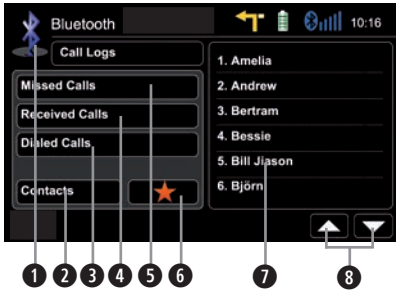 Bluetooth
10:16
Call Logs
Missed Calls
Received Calls
Dialed Calls
Contacts
1. Amelia
2. Andrew
3. Bertram
4. Bessie
5. Bill Jiason
6. Björn
1 2 3 4 5 6 7 8